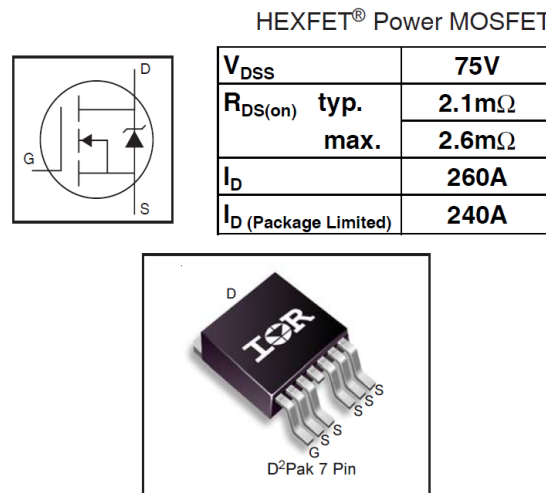 HEXFET® Power MOSFET
D
G
S
VDSS 75V
RDS(on) typ. 2.1mΩ
max. 2.6mΩ
ID 260A
ID (Package Limited) 240A
D
IOR
S
S
S
S
S
G
D²Pak 7 Pin